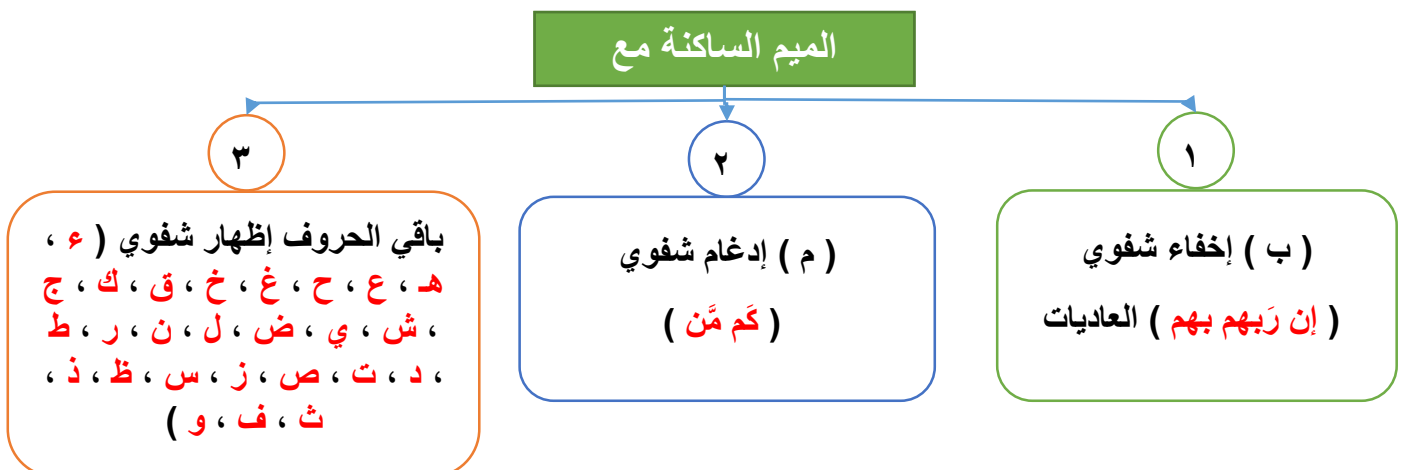 الميم الساكنة مع
١
( ب ) إخفاء شفوي
( إن رَبهم بهم ) العاديات
٢
( م ) إدغام شفوي
( كَم مَّن )
٣
باقي الحروف إظهار شفوي ( ء ،
هـ ، ع ، ح ، غ ، خ ، ق ، ك ، ج
، ش ، ي ، ض ، ل ، ن ، ر ، ط
، د ، ت ، ص ، ز ، س ، ظ ، ذ ،
ث ، ف ، و )